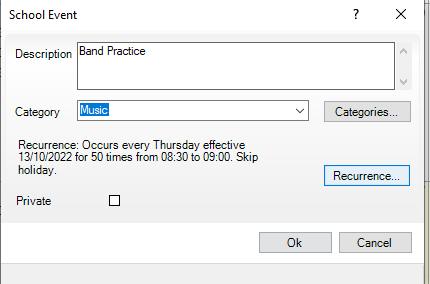 School Event ?
Description Band Practice
Category Music Categories...
Recurrence: Occurs every Thursday effective
13/10/2022 for 50 times from 08:30 to 09:00. Skip
holiday.
Recurrence...
Private
Ok Cancel